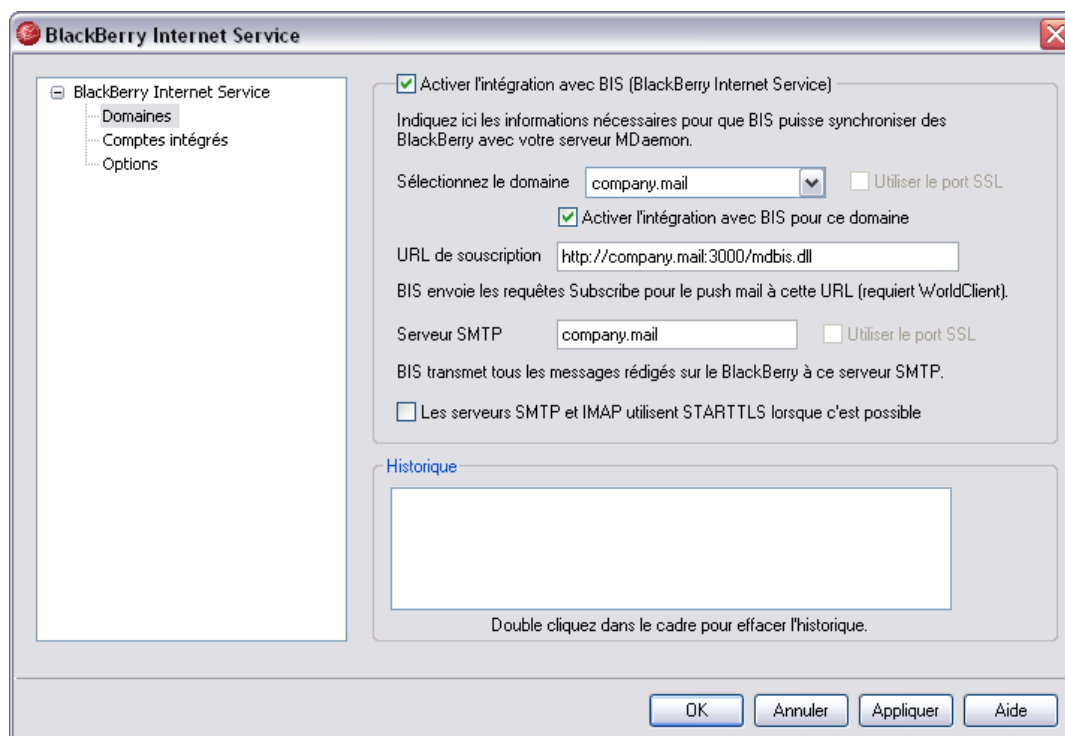 BlackBerry Internet Service
BlackBerry Internet Service
Domaines
Comptes intégrés
Options
Activer l'intégration avec BIS (BlackBerry Internet Service)
Indiquez ici les informations nécessaires pour que BIS puisse synchroniser des
BlackBerry avec votre serveur MDaemon.
Sélectionnez le domaine company.mail Utiliser le port SSL
Activer l'intégration avec BIS pour ce domaine
URL de souscription http://company.mail:3000/mdbis.dll
BIS envoie les requêtes Subscribe pour le push mail à cette URL (requiert WorldClient).
Serveur SMTP company.mail Utiliser le port SSL
BIS transmet tous les messages rédigés sur le BlackBerry à ce serveur SMTP.
Les serveurs SMTP et IMAP utilisent STARTTLS lorsque c'est possible
Historique
Double cliquez dans le cadre pour effacer l'historique.
OK Annuler Appliquer Aide